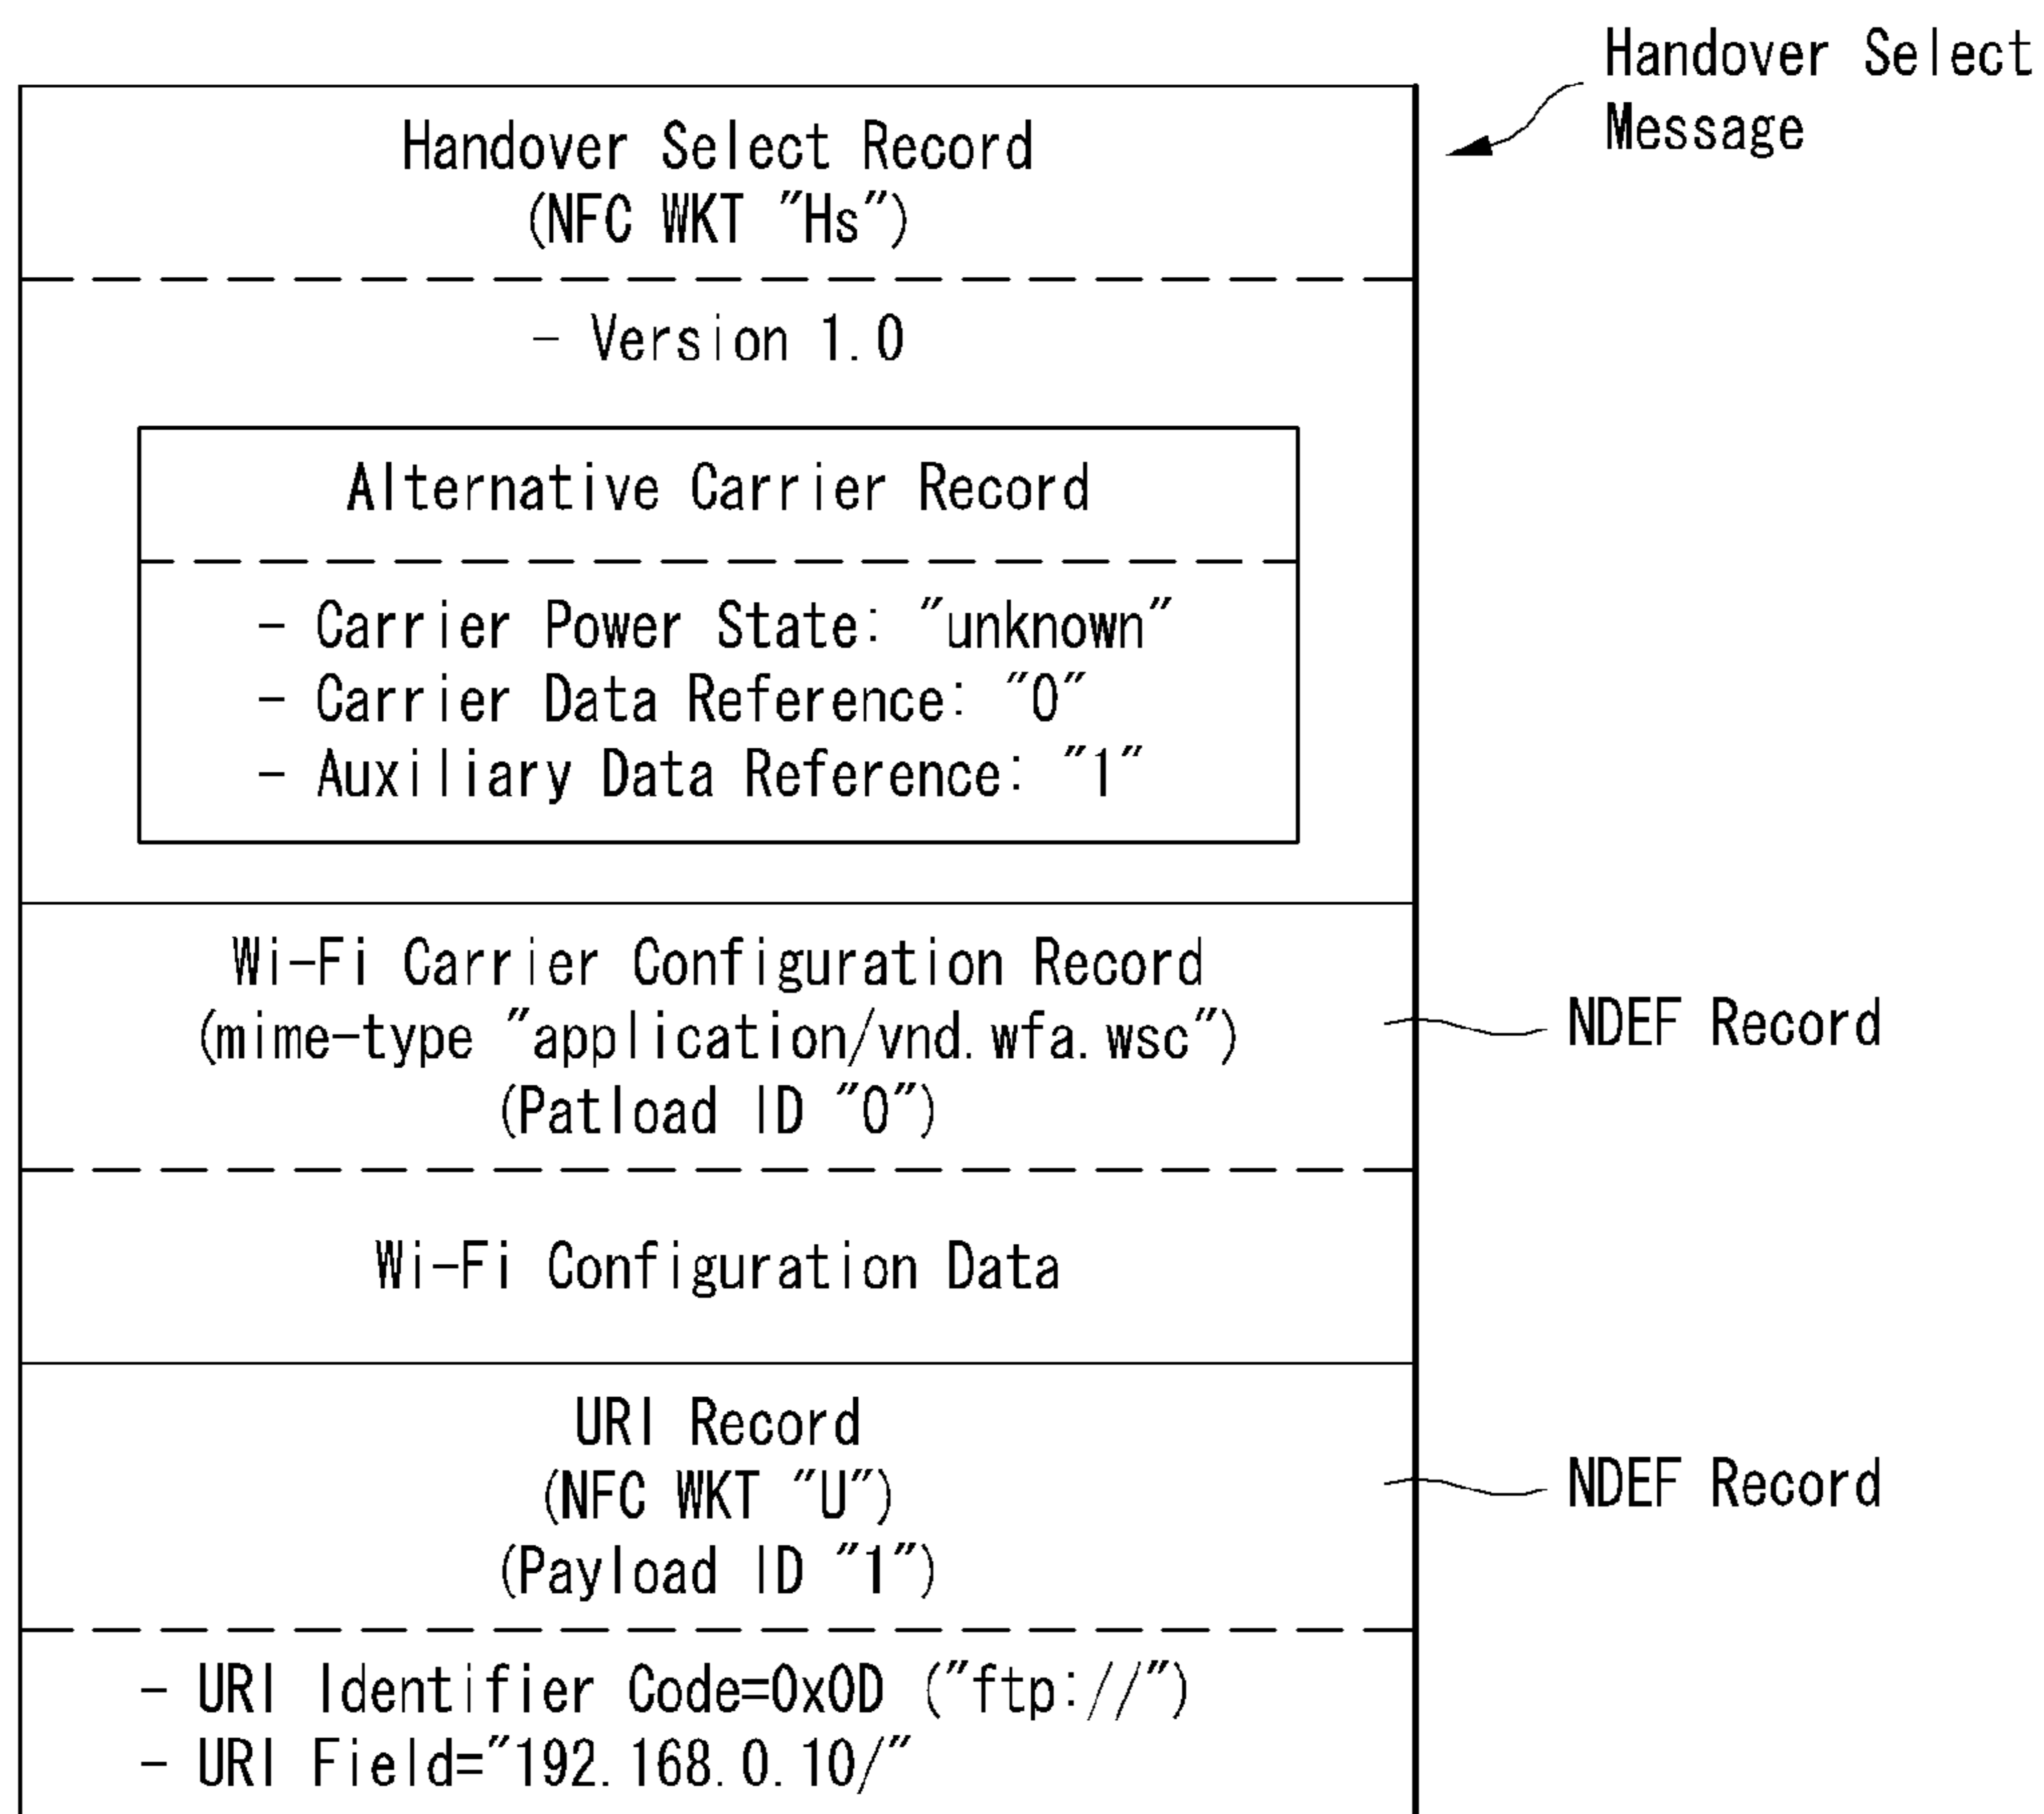 Handover Select
Message
Handover Select Record
(NFC WKT "Hs")
- Version 1.0
Alternative Carrier Record
- Carrier Power State: "unknown"
- Carrier Data Reference: "0"
- Auxiliary Data Reference: "1"
Wi-Fi Carrier Configuration Record
(mime-type "application/vnd.wfa.wsc")
(Patload ID "0")
NDEF Record
Wi-Fi Configuration Data
URI Record
(NFC WKT "U")
(Payload ID "1")
NDEF Record
- URI Identifier Code=0x0D ("ftp://")
- URI Field="192.168.0.10/"